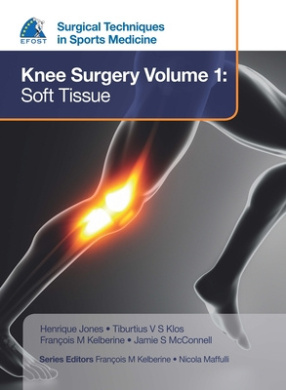 EFOST
Surgical Techniques
in Sports Medicine
Knee Surgery Volume 1:
Soft Tissue
Henrique Jones • Tiburtius V S Klos
François M Kelberine • Jamie S McConnell
Series Editors François M Kelberine • Nicola Maffulli